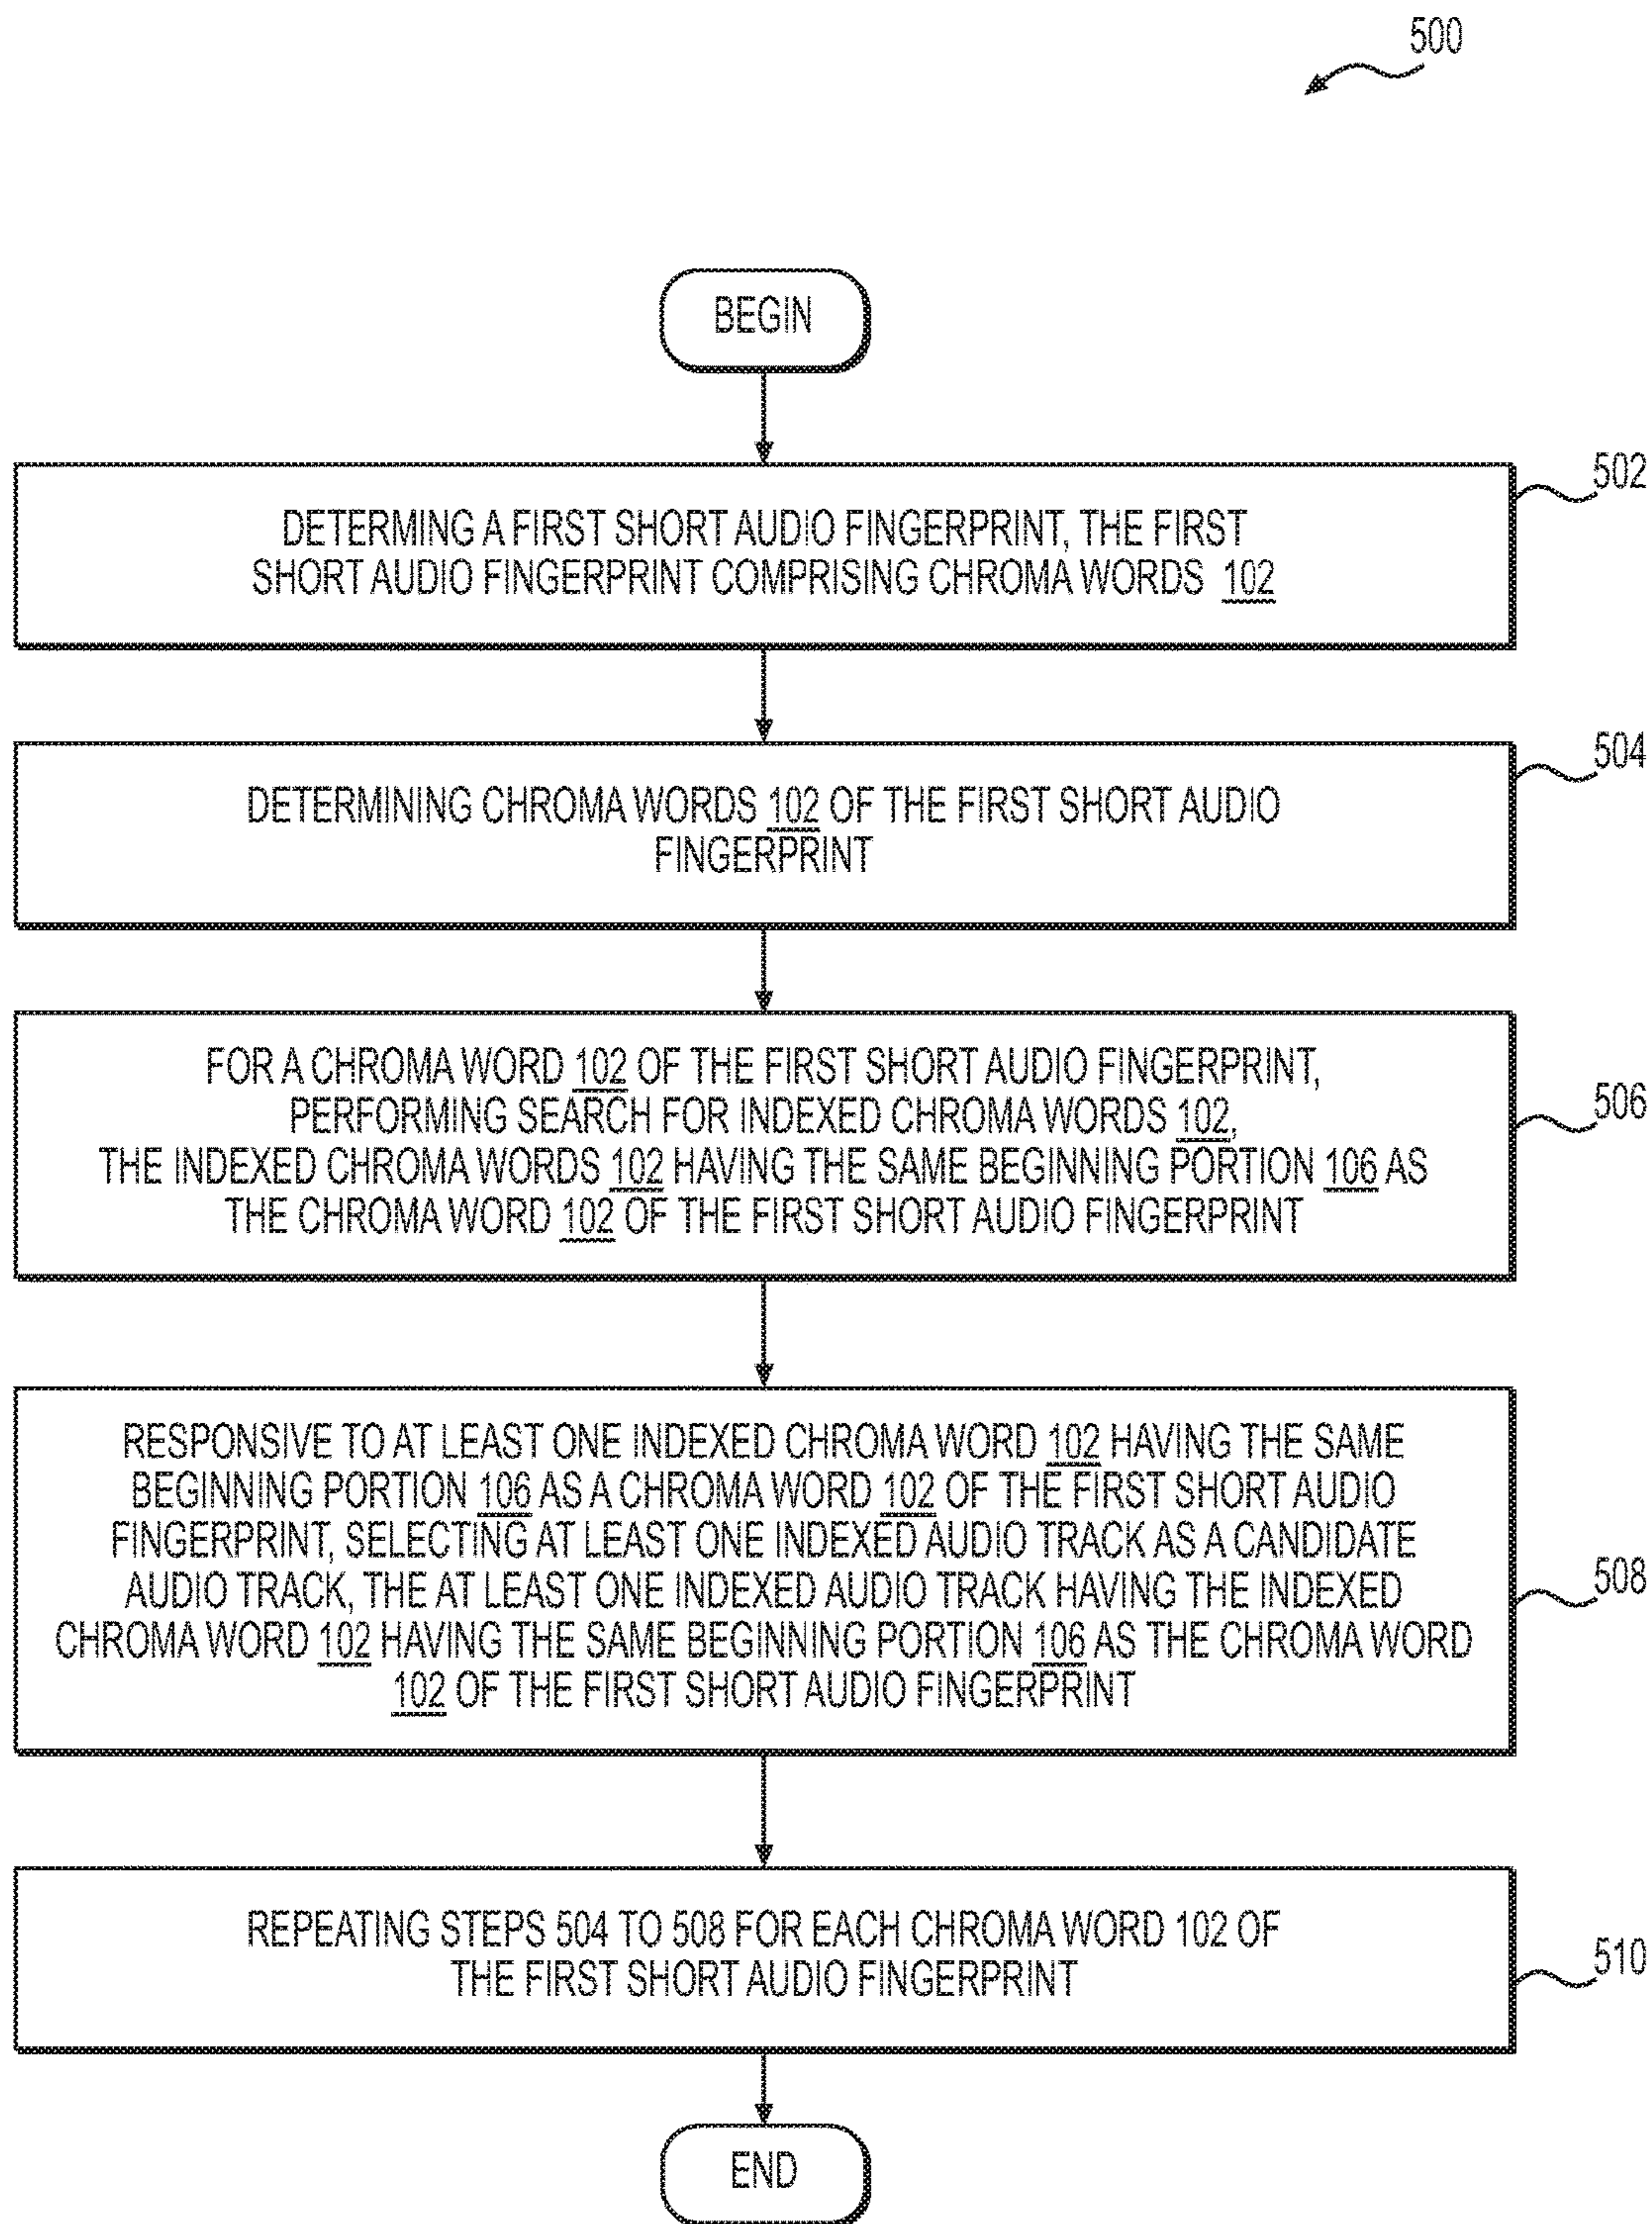 500
BEGIN
502
DETERMING A FIRST SHORT AUDIO FINGERPRINT, THE FIRST
SHORT AUDIO FINGERPRINT COMPRISING CHROMA WORDS 102
504
DETERMINING CHROMA WORDS 102 OF THE FIRST SHORT AUDIO
FINGERPRINT
FOR A CHROMA WORD 102 OF THE FIRST SHORT AUDIO FINGERPRINT,
PERFORMING SEARCH FOR INDEXED CHROMA WORDS 102,
THE INDEXED CHROMA WORDS 102 HAVING THE SAME BEGINNING PORTION 106 AS
THE CHROMA WORD 102 OF THE FIRST SHORT AUDIO FINGERPRINT
506
RESPONSIVE TO AT LEAST ONE INDEXED CHROMA WORD 102 HAVING THE SAME
BEGINNING PORTION 106 AS A CHROMA WORD 102 OF THE FIRST SHORT AUDIO
FINGERPRINT, SELECTING AT LEAST ONE INDEXED AUDIO TRACK AS A CANDIDATE
AUDIO TRACK, THE AT LEAST ONE INDEXED AUDIO TRACK HAVING THE INDEXED
CHROMA WORD 102 HAVING THE SAME BEGINNING PORTION 106 AS THE CHROMA WORD
102 OF THE FIRST SHORT AUDIO FINGERPRINT
508
REPEATING STEPS 504 TO 508 FOR EACH CHROMA WORD 102 OF
THE FIRST SHORT AUDIO FINGERPRINT
510
END